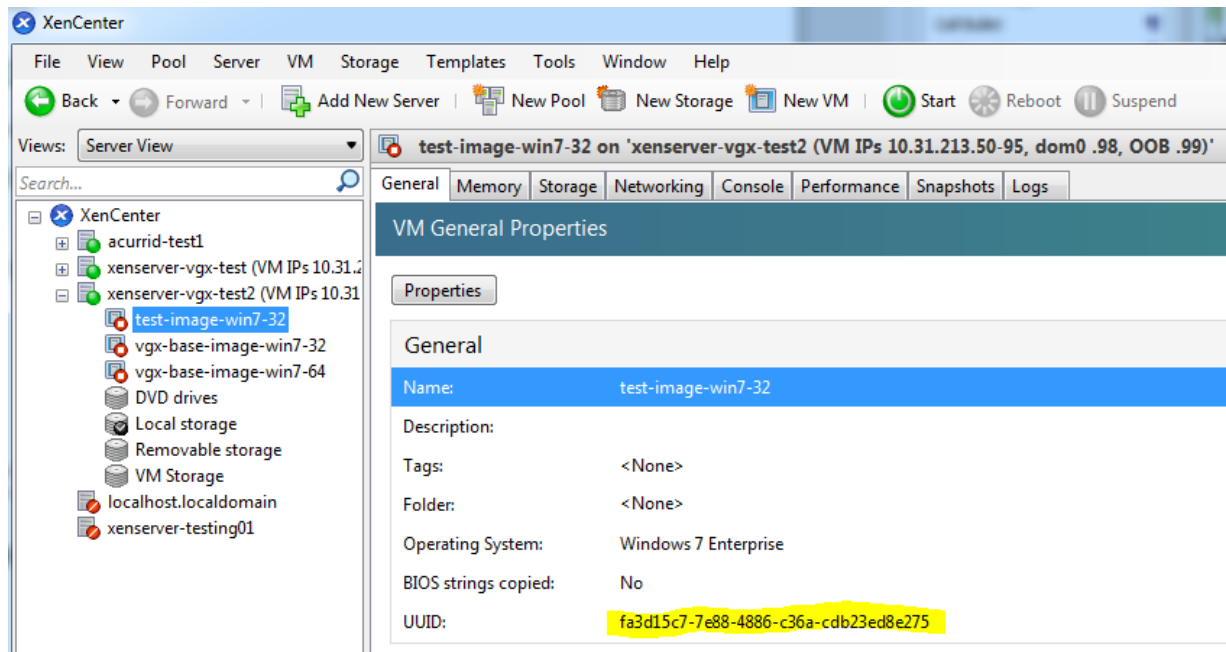 XenCenter
File View Pool Server VM Storage Templates Tools Window Help
Back Forward Add New Server New Pool New Storage New VM Start Reboot Suspend
Views: Server View
test-image-win7-32 on 'xenserver-vgx-test2 (VM IPs 10.31.213.50-95, dom0 .98, OOB .99)'
Search...
General Memory Storage Networking Console Performance Snapshots Logs
XenCenter
acurrid-test1
xenserver-vgx-test (VM IPs 10.31.2
xenserver-vgx-test2 (VM IPs 10.31
test-image-win7-32
vgx-base-image-win7-32
vgx-base-image-win7-64
DVD drives
Local storage
Removable storage
VM Storage
localhost.localdomain
xenserver-testing01
VM General Properties
Properties
General
Name: test-image-win7-32
Description:
Tags: <None>
Folder: <None>
Operating System: Windows 7 Enterprise
BIOS strings copied: No
UUID: fa3d15c7-7e88-4886-c36a-cdb23ed8e275